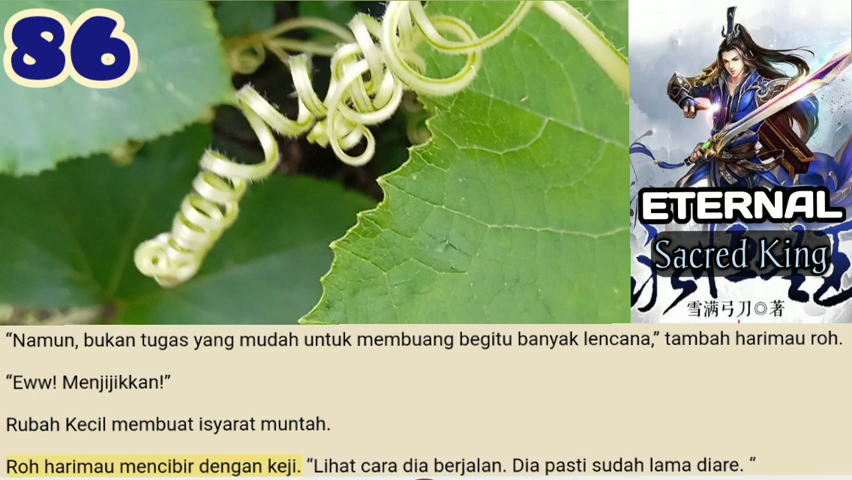 86
ETERNAL
Sacred King
雪满弓刀◎著
“Namun, bukan tugas yang mudah untuk membuang begitu banyak lencana,” tambah harimau roh.
“Eww! Menjijikkan!”
Rubah Kecil membuat isyarat muntah.
Roh harimau mencibir dengan keji. “Lihat cara dia berjalan. Dia pasti sudah lama diare. “